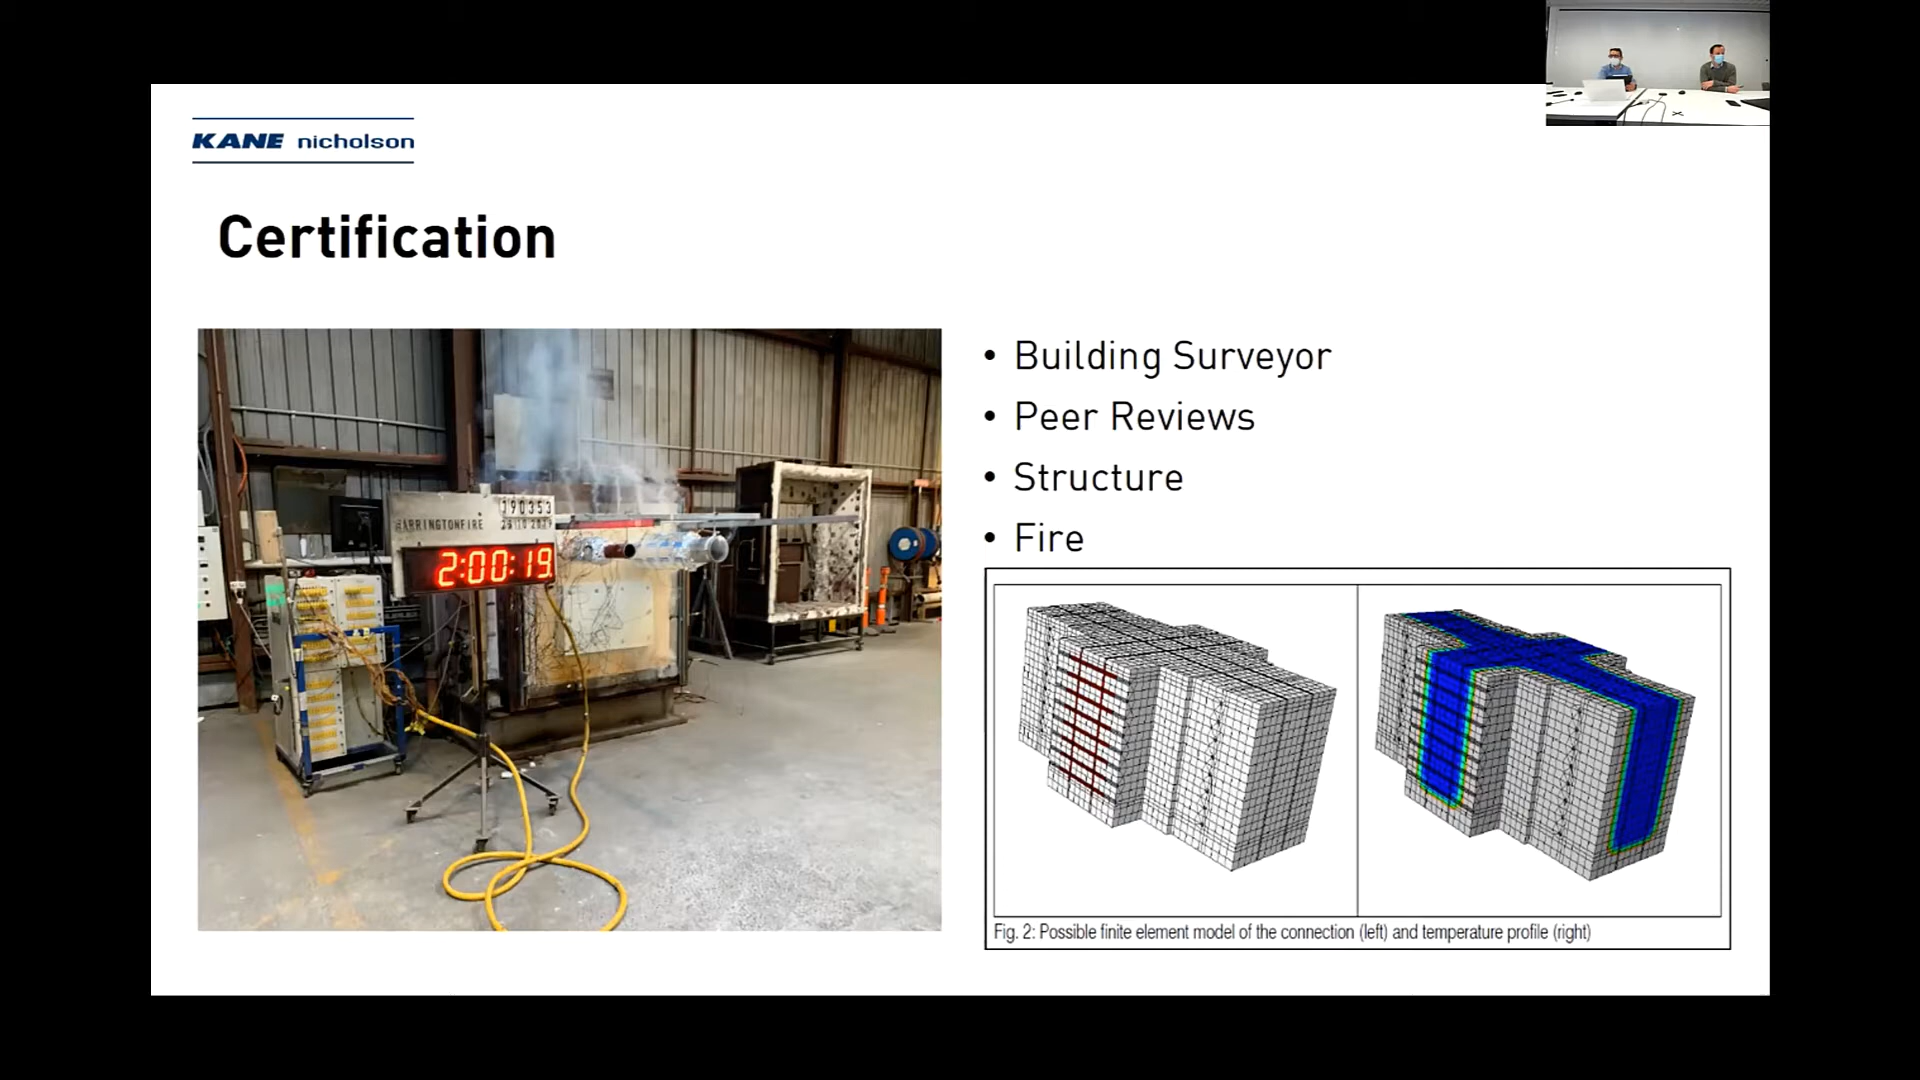 KANE nicholson
Certification
190353
2:00:19
• Building Surveyor
• Peer Reviews
• Structure
• Fire
Fig. 2: Possible finite element model of the connection (left) and temperature profile (right)